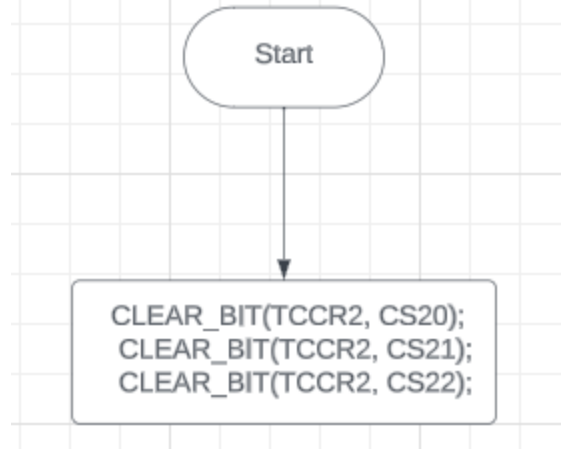 Start
CLEAR_BIT(TCCR2, CS20);
CLEAR_BIT(TCCR2, CS21);
CLEAR_BIT(TCCR2, CS22);